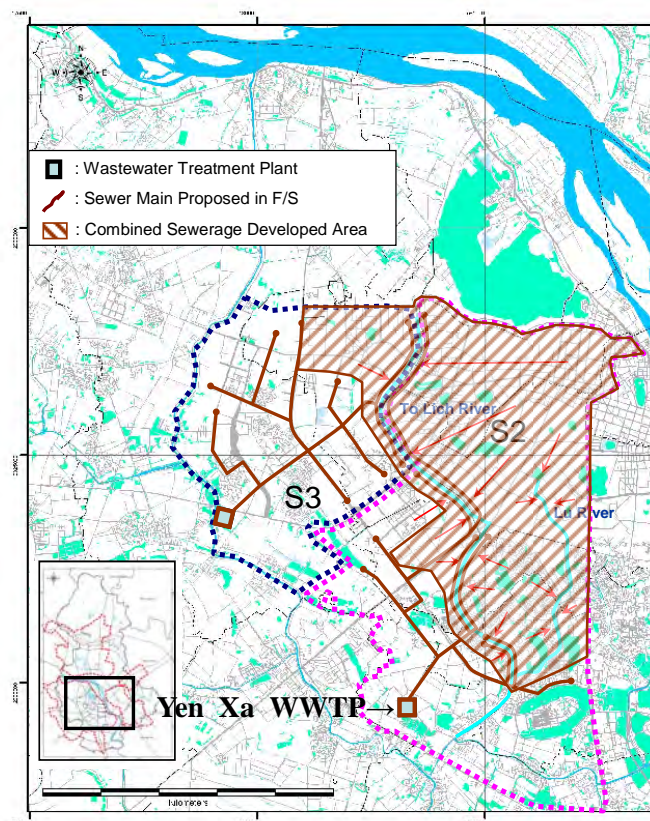 N
W E
S
: Wastewater Treatment Plant
: Sewer Main Proposed in F/S
: Combined Sewerage Developed Area
To Lich River
S2
S3
Lu River
Yen Xa WWTP→
kilometers